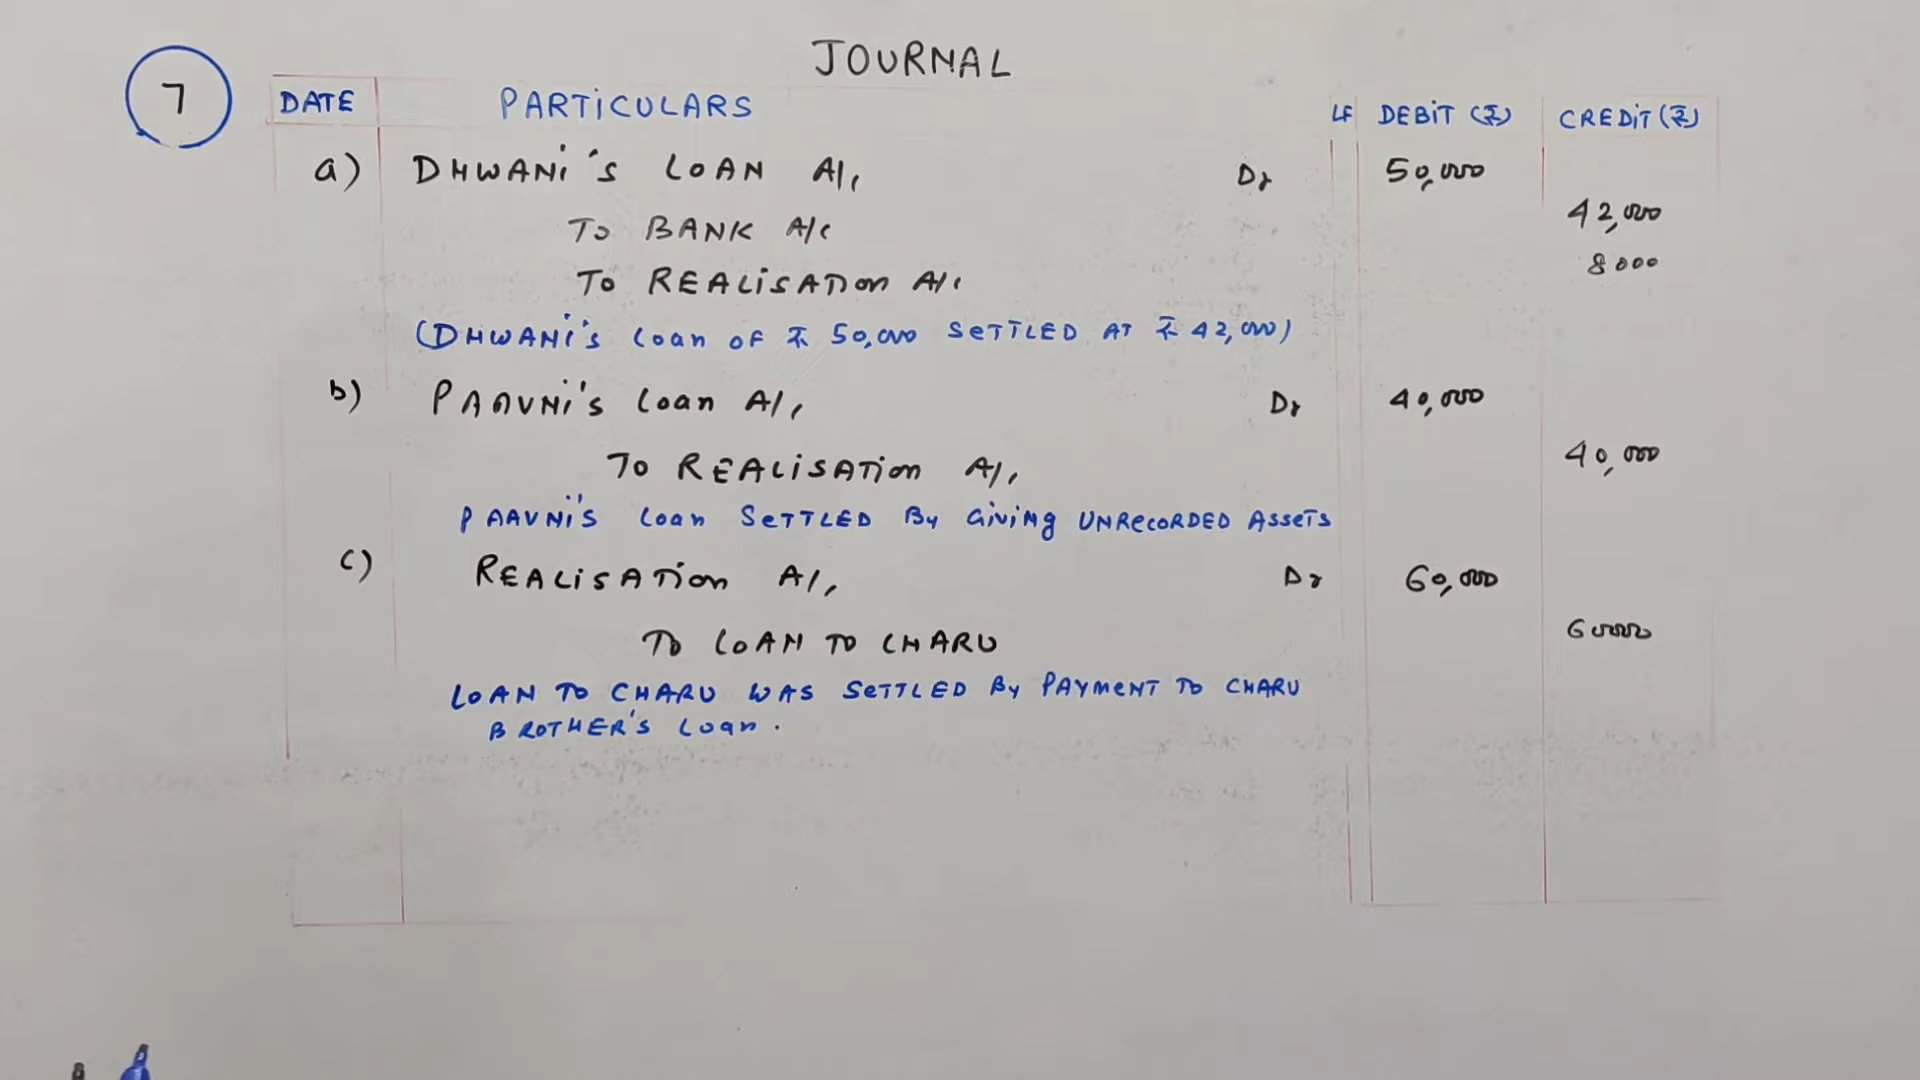 JOURNAL
7
DATE PARTICULARS LF DEBIT (₹) CREDIT (₹)
a) DHWANI'S LOAN A/c Dr 50,000
TO BANK A/c 42,000
TO REALISATION A/c 8000
(DHWANI'S Loan OF ₹ 50,000 SETTLED AT ₹ 42,000)
b) PAAVNI'S Loan A/c Dr 40,000
TO REALISATION A/c 40,000
PAAVNI'S Loan SETTLED By Giving UNRECORDED ASSETS
c) REALISATION A/c Dr 60,000
TO LOAN TO CHARU 60000
LOAN TO CHARU WAS SETTLED By PAYMENT TO CHARU
BROTHER'S Loan.